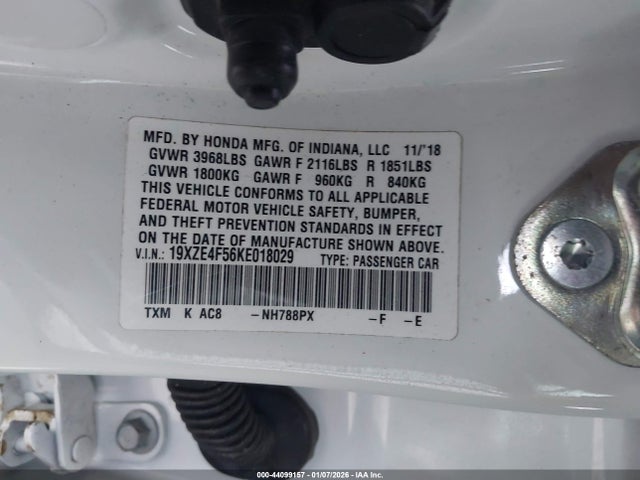 MFD. BY HONDA MFG. OF INDIANA, LLC 11/'18
GVWR 3968LBS GAWR F 2116LBS R 1851LBS
GVWR 1800KG GAWR F 960KG R 840KG
THIS VEHICLE CONFORMS TO ALL APPLICABLE
FEDERAL MOTOR VEHICLE SAFETY, BUMPER,
AND THEFT PREVENTION STANDARDS IN EFFECT
ON THE DATE OF MANUFACTURE SHOWN ABOVE.
V.I.N.: 19XZE4F56KE018029 TYPE: PASSENGER CAR
TXM K AC8 -NH788PX -F -E
000-44099157 - 01/07/2026 - IAA Inc.